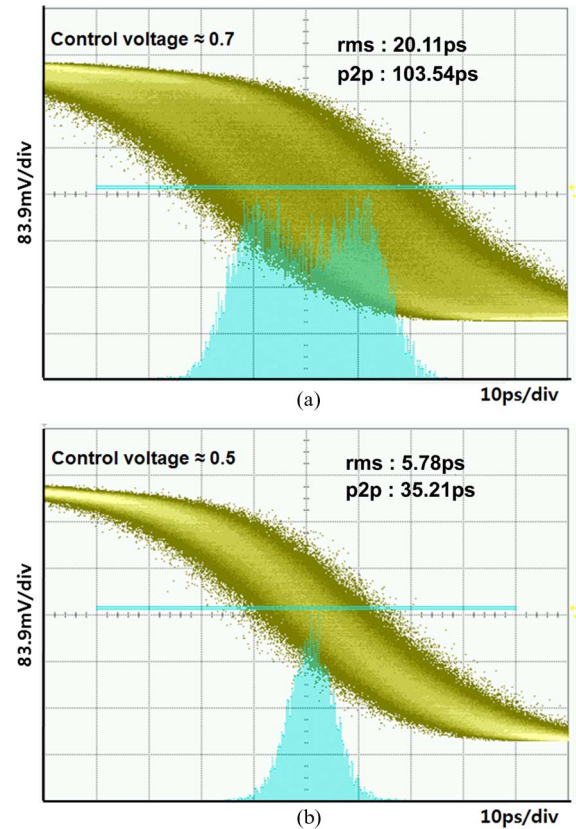 Control voltage ≈ 0.7
rms : 20.11ps
p2p : 103.54ps
83.9mV/div
10ps/div
(a)
Control voltage ≈ 0.5
rms : 5.78ps
p2p : 35.21ps
83.9mV/div
10ps/div
(b)